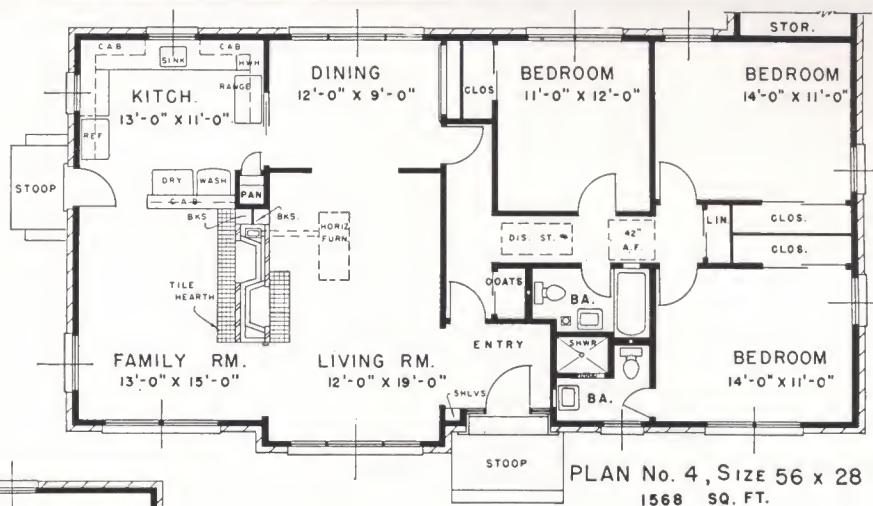 STOR.
CAB
SINK
CAB
HWH
RANGE
KITCH.
13'-0" X 11'-0"
REF
DINING
12'-0" X 9'-0"
CLOS
BEDROOM
11'-0" X 12'-0"
BEDROOM
14'-0" X 11'-0"
STOOP
DRY
WASH
CAB
PAN
BKS
BKS.
HORIZ
FURN.
DIS. ST.
42"
A.F.
LIN.
CLOS.
CLOS.
TILE
HEARTH
COATS
BA.
ENTRY
SHWR
FAMILY RM.
13'-0" X 15'-0"
LIVING RM.
12'-0" X 19'-0"
SHLVS
BA.
BEDROOM
14'-0" X 11'-0"
STOOP
PLAN No. 4, SIZE 56 x 28
1568 SQ. FT.